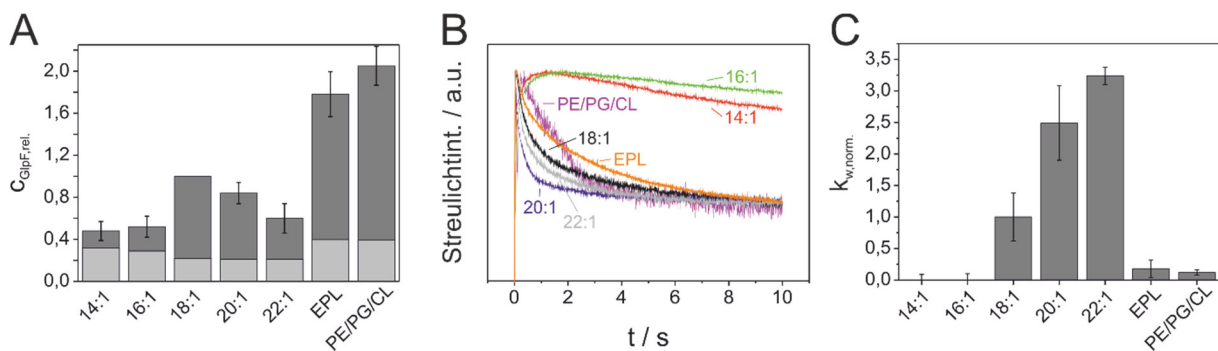 A
c GlpF,rel.
2,0
1,6
1,2
0,8
0,4
0,0
14:1
16:1
18:1
20:1
22:1
EPL
PE/PG/CL
B
Streulichtint. / a.u.
16:1
PE/PG/CL
14:1
18:1
EPL
20:1
22:1
0 2 4 6 8 10
t / s
C
k w,norm.
3,5
3,0
2,5
2,0
1,5
1,0
0,5
0,0
14:1
16:1
18:1
20:1
22:1
EPL
PE/PG/CL